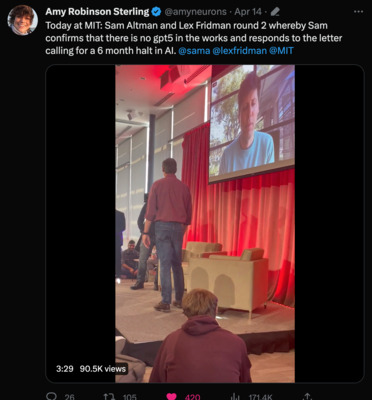 Amy Robinson Sterling @amyneurons · Apr 14 ·
Today at MIT: Sam Altman and Lex Fridman round 2 whereby Sam
confirms that there is no gpt5 in the works and responds to the letter
calling for a 6 month halt in AI. @sama @lexfridman @MIT
3:29 90.5K views
26 105 420 171.4K